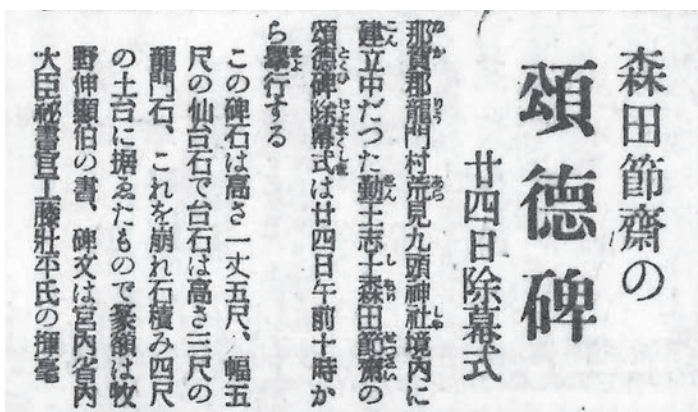 森田節齋の
頌德碑
廿四日除幕式
那賀郡龍門村荒見九頭神社境內に
建立中だつた勤王志士森田節齋の
頌德碑除幕式は廿四日午前十時か
ら擧行する
この碑石は高さ一丈五尺、幅五
尺の仙台石で台石は高さ三尺の
龍門石、これを崩れ石積み四尺
の土台に据ゑたもので篆額は牧
野伸顯伯の書、碑文は宮內省內
大臣祕書官工藤壯平氏の揮毫